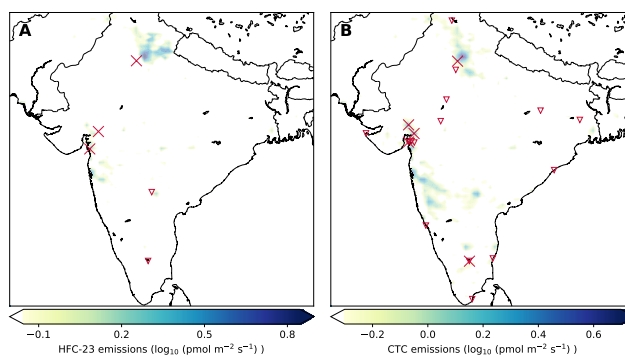 A
B
−0.1 0.2 0.5 0.8
−0.2 0.0 0.2 0.4 0.6
HFC-23 emissions (log₁₀ (pmol m⁻² s⁻¹) )
CTC emissions (log₁₀ (pmol m⁻² s⁻¹) )